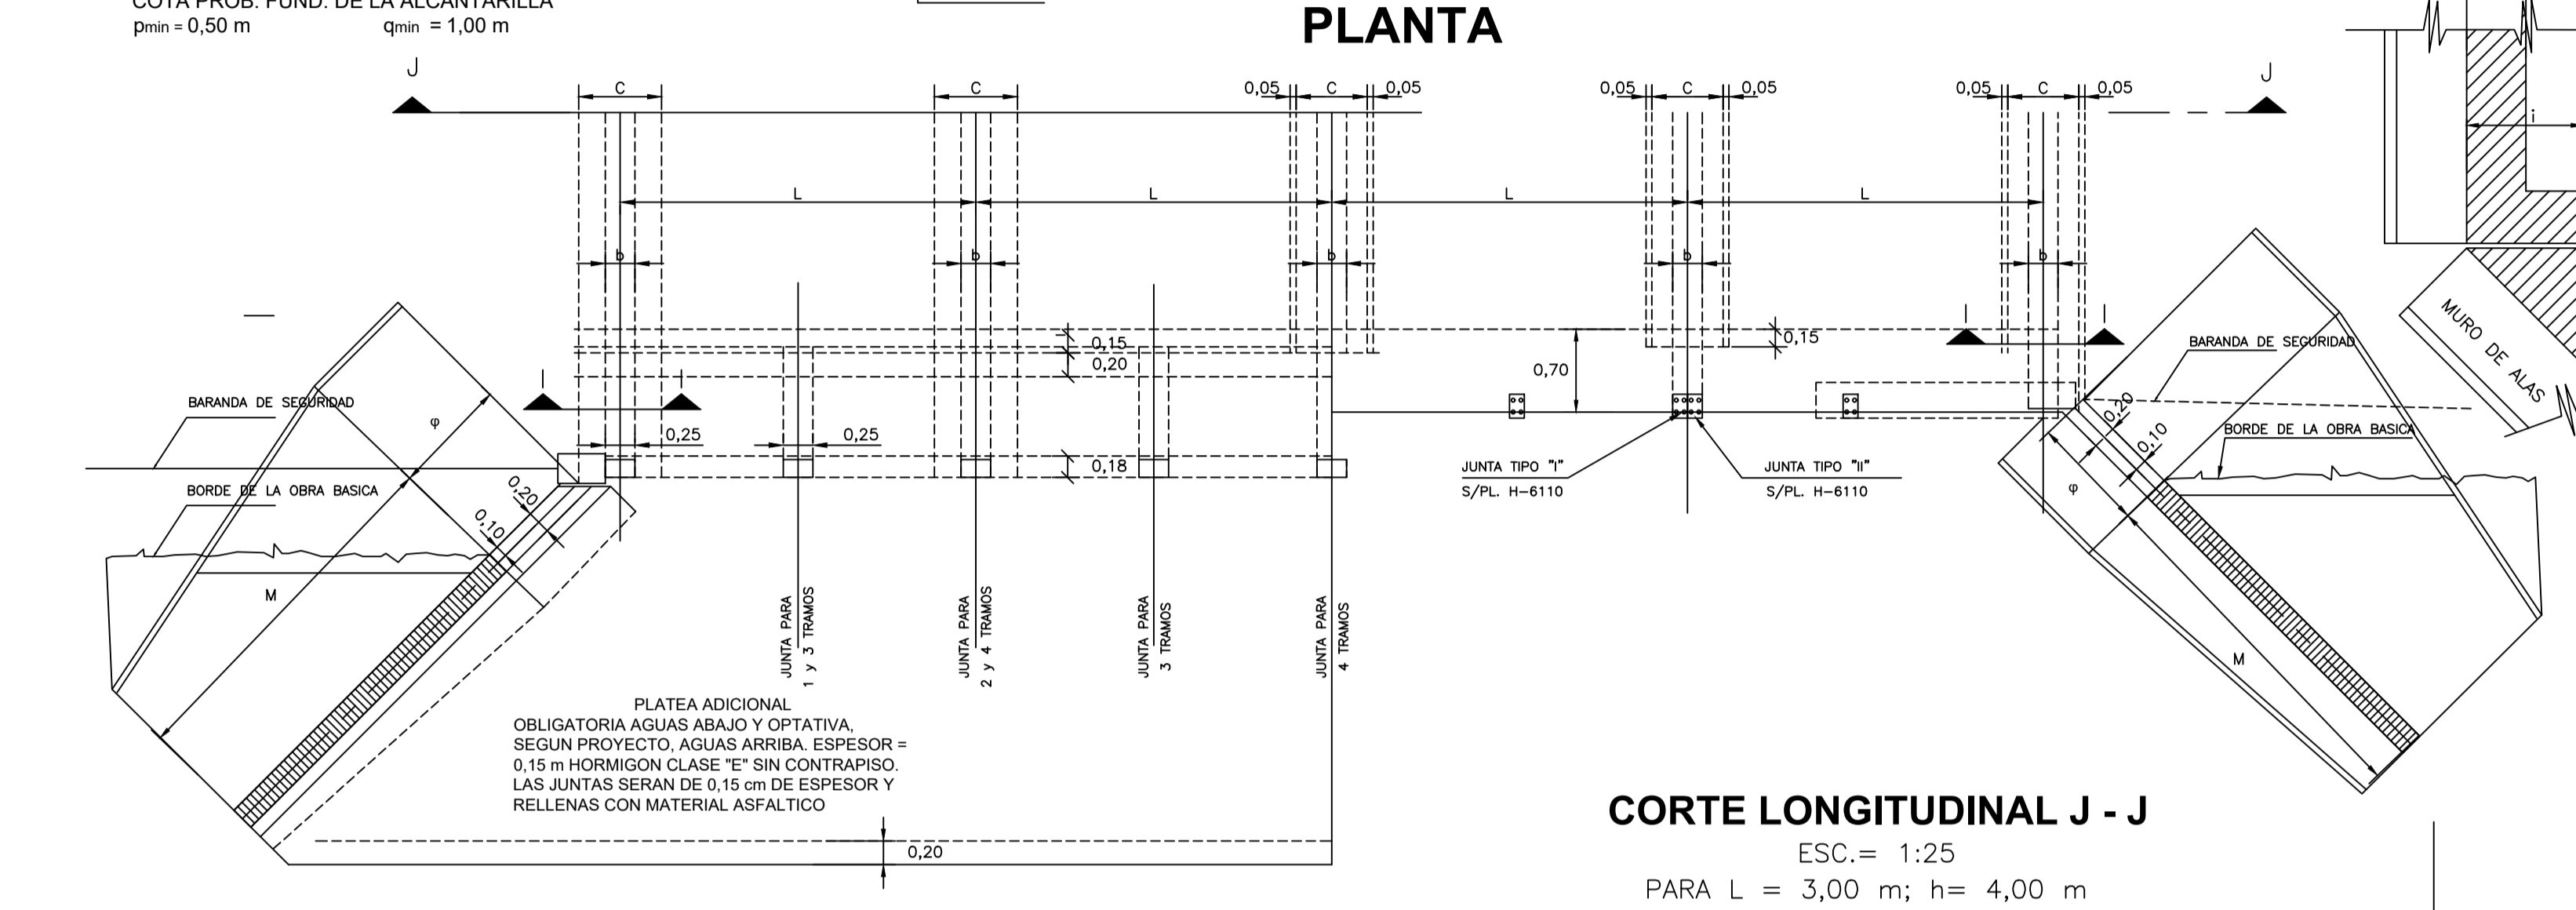 COTA PROB. FUND. DE LA ALCANTARILLA
pmin = 0,50 m qmin = 1,00 m
PLANTA
J
J
C
C
0,05 C 0,05
0,05 C 0,05
0,05 C 0,05
i
L
L
L
L
b
b
b
b
b
MURO DE ALAS
I I
BARANDA DE SEGURIDAD
0,15
0,20
0,15
0,70
I I
BARANDA DE SEGURIDAD
φ
0,25
0,25
0,18
0,20
0,10
BORDE DE LA OBRA BASICA
BORDE DE LA OBRA BASICA
0,20
0,10
JUNTA TIPO "I"
S/PL. H-6110
JUNTA TIPO "II"
S/PL. H-6110
φ
M
M
JUNTA PARA
1 y 3 TRAMOS
JUNTA PARA
2 y 4 TRAMOS
JUNTA PARA
3 TRAMOS
JUNTA PARA
4 TRAMOS
PLATEA ADICIONAL
OBLIGATORIA AGUAS ABAJO Y OPTATIVA,
SEGUN PROYECTO, AGUAS ARRIBA. ESPESOR =
0,15 m HORMIGON CLASE "E" SIN CONTRAPISO.
LAS JUNTAS SERAN DE 0,15 cm DE ESPESOR Y
RELLENAS CON MATERIAL ASFALTICO
0,20
CORTE LONGITUDINAL J - J
ESC.= 1:25
PARA L = 3,00 m; h= 4,00 m